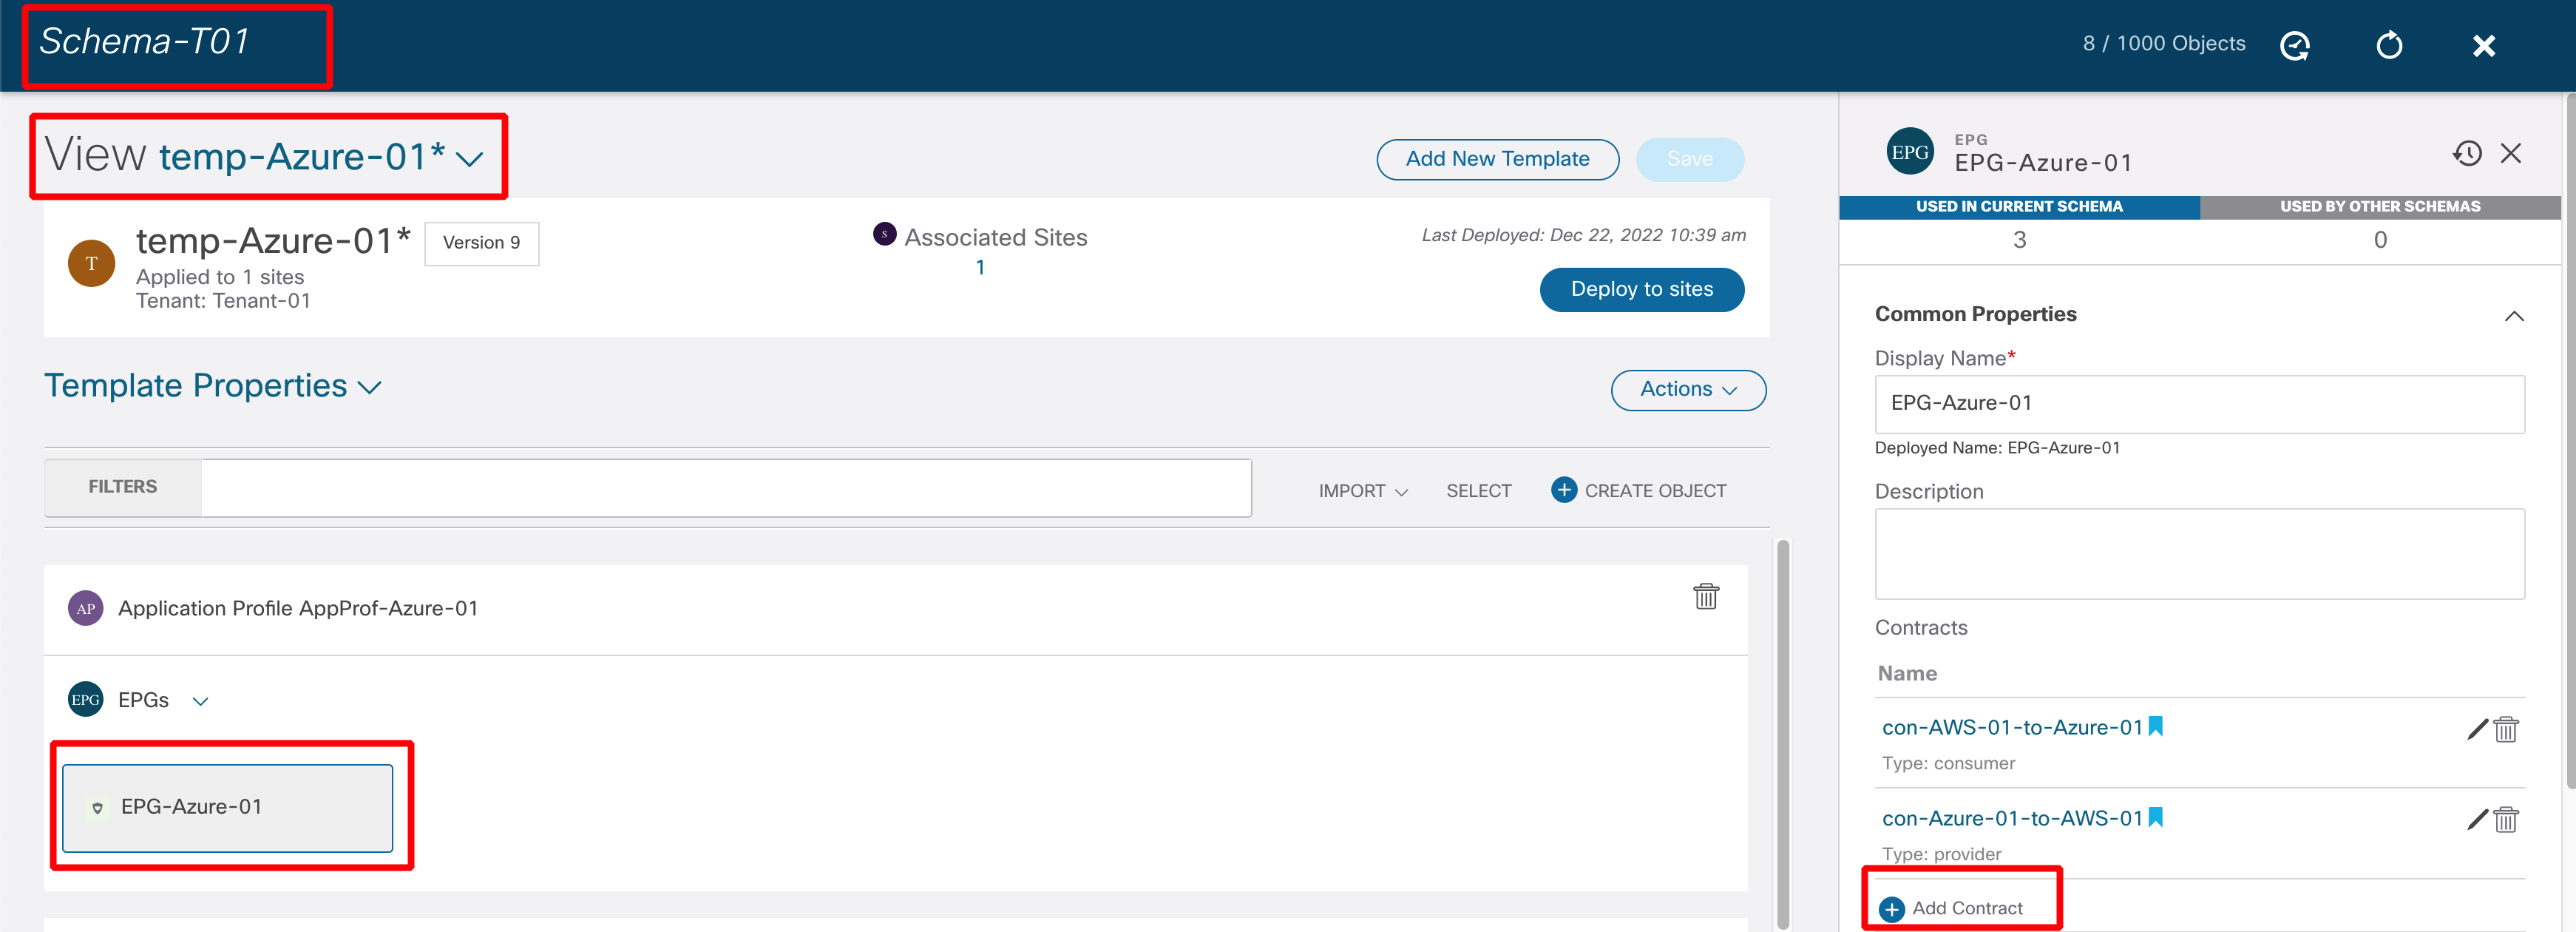 Schema-T01
8 / 1000 Objects
View temp-Azure-01*
Add New Template
Save
T
temp-Azure-01*
Version 9
Applied to 1 sites
Tenant: Tenant-01
S
Associated Sites
1
Last Deployed: Dec 22, 2022 10:39 am
Deploy to sites
Template Properties
Actions
FILTERS
IMPORT
SELECT
CREATE OBJECT
AP
Application Profile AppProf-Azure-01
EPG
EPGs
EPG-Azure-01
EPG
EPG
EPG-Azure-01
USED IN CURRENT SCHEMA
USED BY OTHER SCHEMAS
3
0
Common Properties
Display Name*
EPG-Azure-01
Deployed Name: EPG-Azure-01
Description
Contracts
Name
con-AWS-01-to-Azure-01
Type: consumer
con-Azure-01-to-AWS-01
Type: provider
Add Contract